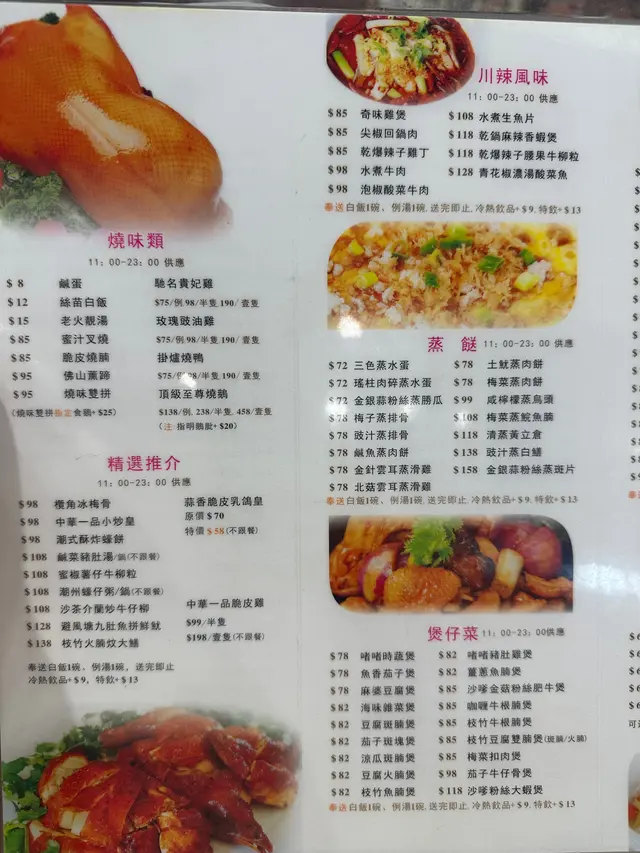 燒味類
11：00-23：00 供應
$ 8 鹹蛋
$12 絲苗白飯
$15 老火靚湯
$85 蜜汁叉燒
$85 脆皮燒腩
$95 佛山薰蹄
$95 燒味雙拼
(燒味雙拼指定食鵝+ $25)
馳名貴妃雞
$75/例 98/半隻 190/ 壹隻
玫瑰豉油雞
$75/例 98/半隻 190/ 壹隻
掛爐燒鴨
$75/例 98/半隻 190/ 壹隻
頂級至尊燒鵝
$138/例. 238/半隻. 458/壹隻
(注 指明鵝肶+ $20)
精選推介
11：00-23：00 供應
$98 欖角冰梅骨
$98 中華一品小炒皇
$98 潮式酥炸蠔餅
$108 鹹菜豬肚湯/鍋(不跟餐)
$108 蜜椒薯仔牛柳粒
$108 潮州蠔仔粥/鍋(不跟餐)
$108 沙茶介蘭炒牛仔柳
$128 避風塘九肚魚拼鮮魷
$138 枝竹火腩炆大鱔
蒜香脆皮乳鴿皇
原價 $ 70
特價 $ 58 (不跟餐)
中華一品脆皮雞
$99/半隻
$198/壹隻(不跟餐)
奉送白飯1碗、例湯1碗, 送完即止
冷熱飲品+ $ 9, 特飲+ $ 13
川辣風味
11：00-23：00 供應
$85 奇味雞煲
$85 尖椒回鍋肉
$85 乾爆辣子雞丁
$98 水煮牛肉
$98 泡椒酸菜牛肉
$108 水煮生魚片
$118 乾鍋麻辣香蝦煲
$118 乾爆辣子腰果牛柳粒
$128 青花椒濃湯酸菜魚
奉送白飯1碗、例湯1碗, 送完即止, 冷熱飲品+ $ 9, 特飲+ $ 13
蒸 餸 11：00-23：00 供應
$72 三色蒸水蛋
$72 瑤柱肉碎蒸水蛋
$72 金銀蒜粉絲蒸勝瓜
$78 梅子蒸排骨
$78 豉汁蒸排骨
$78 鹹魚蒸肉餅
$78 金針雲耳蒸滑雞
$78 北菇雲耳蒸滑雞
$78 土魷蒸肉餅
$78 梅菜蒸肉餅
$99 咸檸檬蒸烏頭
$108 梅菜蒸鯇魚腩
$118 清蒸黃立倉
$138 豉汁蒸白鱔
$158 金銀蒜粉絲蒸斑片
奉送白飯1碗、例湯1碗, 送完即止, 冷熱飲品+ $ 9, 特飲+ $ 13
煲仔菜 11：00-23：00供應
$78 啫啫時蔬煲
$78 魚香茄子煲
$78 麻婆豆腐煲
$82 海味雜菜煲
$82 豆腐斑腩煲
$82 茄子斑塊煲
$82 涼瓜斑腩煲
$82 豆腐火腩煲
$82 枝竹魚腩煲
$82 啫啫豬肚雞煲
$82 薑蔥魚腩煲
$85 沙嗲金菇粉絲肥牛煲
$85 咖喱牛根腩煲
$85 枝竹牛根腩煲
$85 枝竹豆腐雙腩煲(斑腩/火腩)
$85 梅菜扣肉煲
$98 茄子牛仔骨煲
$118 沙嗲粉絲大蝦煲
奉送白飯1碗、例湯1碗, 送完即止, 冷熱飲品+ $ 9, 特飲+ $ 13